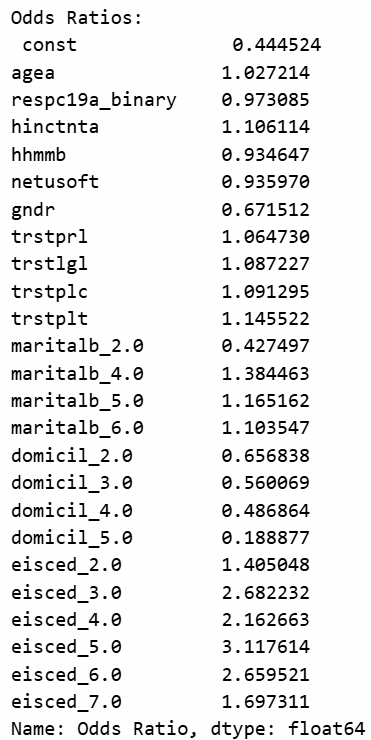 Odds Ratios:
 const               0.444524
agea                1.027214
respc19a_binary    0.973085
hinctnta            1.106114
hhmmb               0.934647
netusoft            0.935970
gndr                0.671512
trstprl             1.064730
trstlgl             1.087227
trstplc             1.091295
trstplt             1.145522
maritalb_2.0        0.427497
maritalb_4.0        1.384463
maritalb_5.0        1.165162
maritalb_6.0        1.103547
domicil_2.0         0.656838
domicil_3.0         0.560069
domicil_4.0         0.486864
domicil_5.0         0.188877
eisced_2.0          1.405048
eisced_3.0          2.682232
eisced_4.0          2.162663
eisced_5.0          3.117614
eisced_6.0          2.659521
eisced_7.0          1.697311
Name: Odds Ratio, dtype: float64